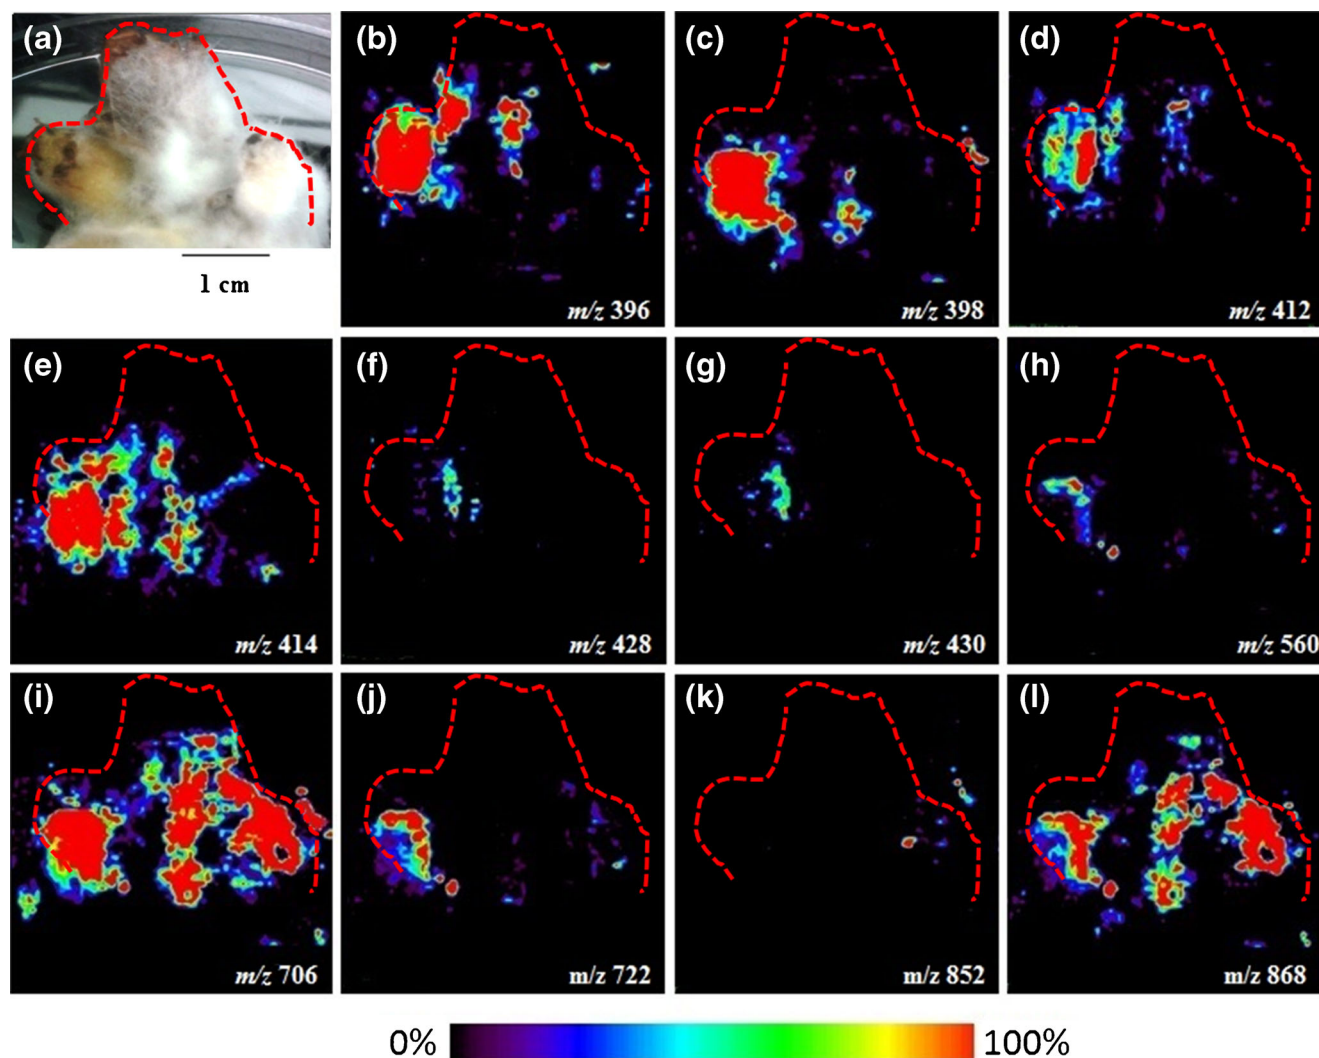 (a) (b) (c) (d)
1 cm
m/z 396 m/z 398 m/z 412
(e) (f) (g) (h)
m/z 414 m/z 428 m/z 430 m/z 560
(i) (j) (k) (l)
m/z 706 m/z 722 m/z 852 m/z 868
0% 100%